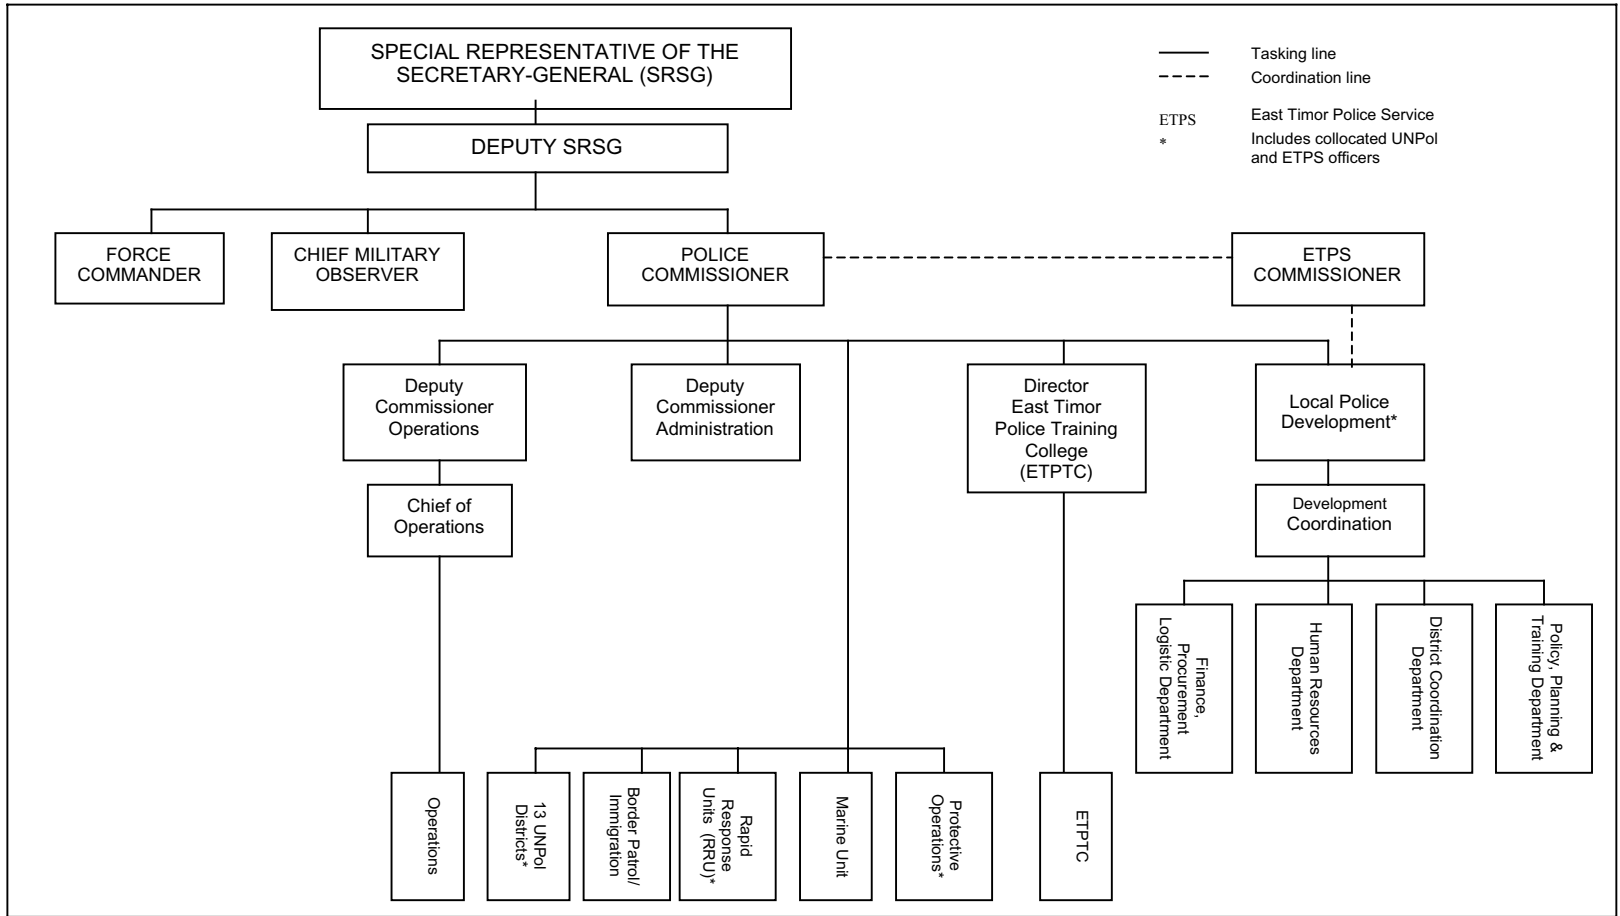 SPECIAL REPRESENTATIVE OF THE
SECRETARY-GENERAL (SRSG)
Tasking line
Coordination line
ETPS East Timor Police Service
* Includes collocated UNPol
and ETPS officers
DEPUTY SRSG
FORCE
COMMANDER
CHIEF MILITARY
OBSERVER
POLICE
COMMISSIONER
ETPS
COMMISSIONER
Deputy
Commissioner
Operations
Deputy
Commissioner
Administration
Director
East Timor
Police Training
College
(ETPTC)
Local Police
Development*
Chief of
Operations
Development
Coordination
Finance,
Procurement
Logistic Department
Human Resources
Department
District Coordination
Department
Policy, Planning &
Training Department
Operations
13 UNPol
Districts*
Border Patrol/
Immigration
Rapid
Response
Units (RRU)*
Marine Unit
Protective
Operations*
ETPTC